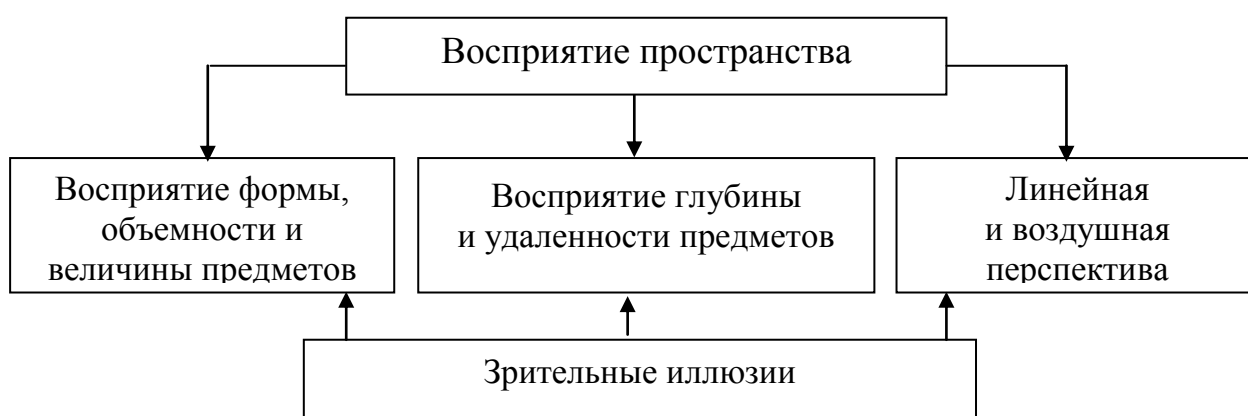 Восприятие пространства
Восприятие формы,
объемности и
величины предметов
Восприятие глубины
и удаленности предметов
Линейная
и воздушная
перспектива
Зрительные иллюзии